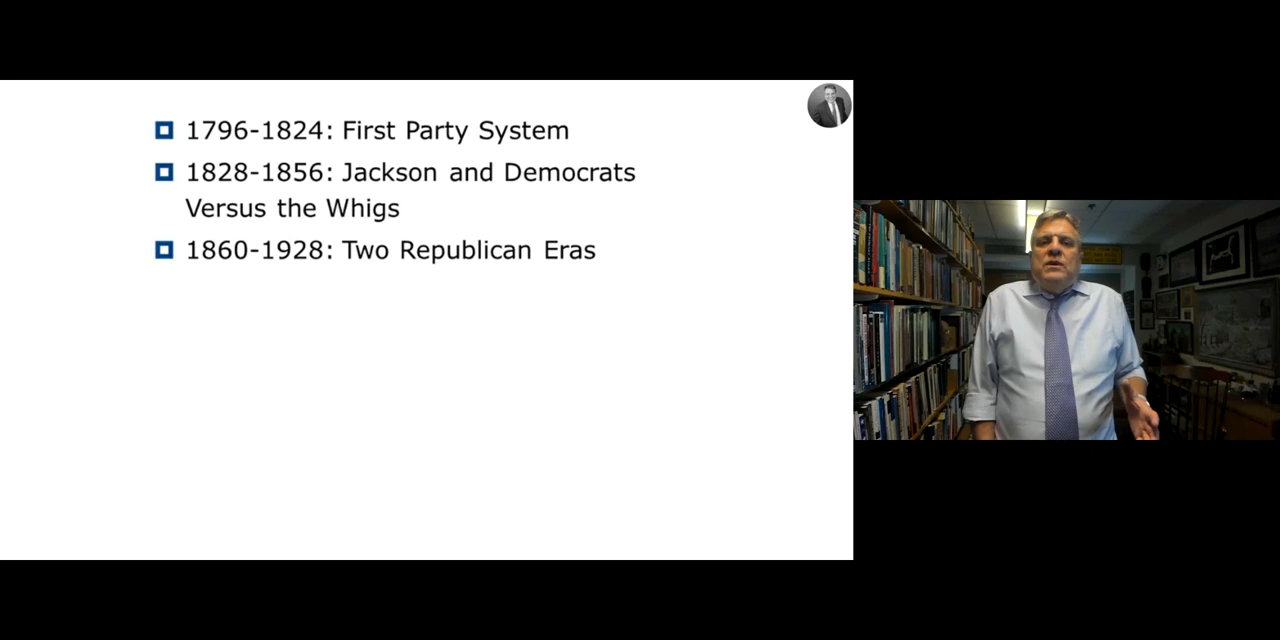 1796-1824: First Party System
1828-1856: Jackson and Democrats
Versus the Whigs
1860-1928: Two Republican Eras